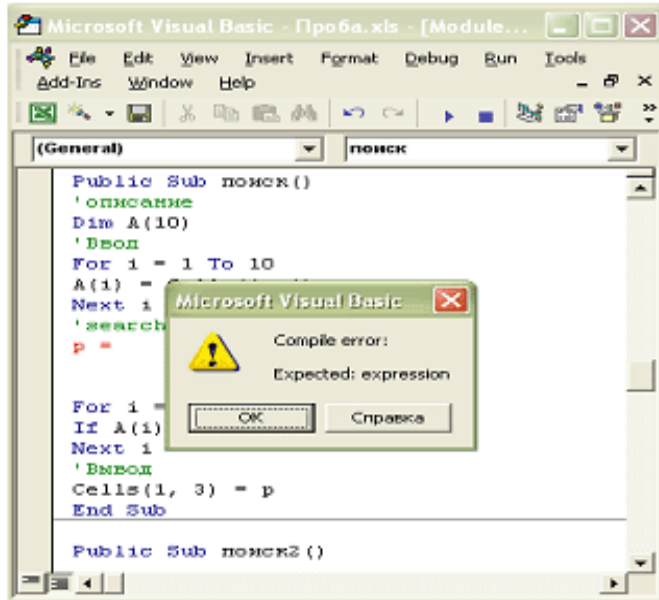 Microsoft Visual Basic - Проба.xls - [Module...
File Edit View Insert Format Debug Run Tools
Add-Ins Window Help
(General) поиск
Public Sub поиск()
'описание
Dim A(10)
'Ввод
For i = 1 To 10
A(i) =
Next i
'search
p =
For i =
If A(i)
Next i
'Вывод
Cells(1, 3) = p
End Sub
Public Sub поиск2()
Microsoft Visual Basic
Compile error:
Expected: expression
OK Справка